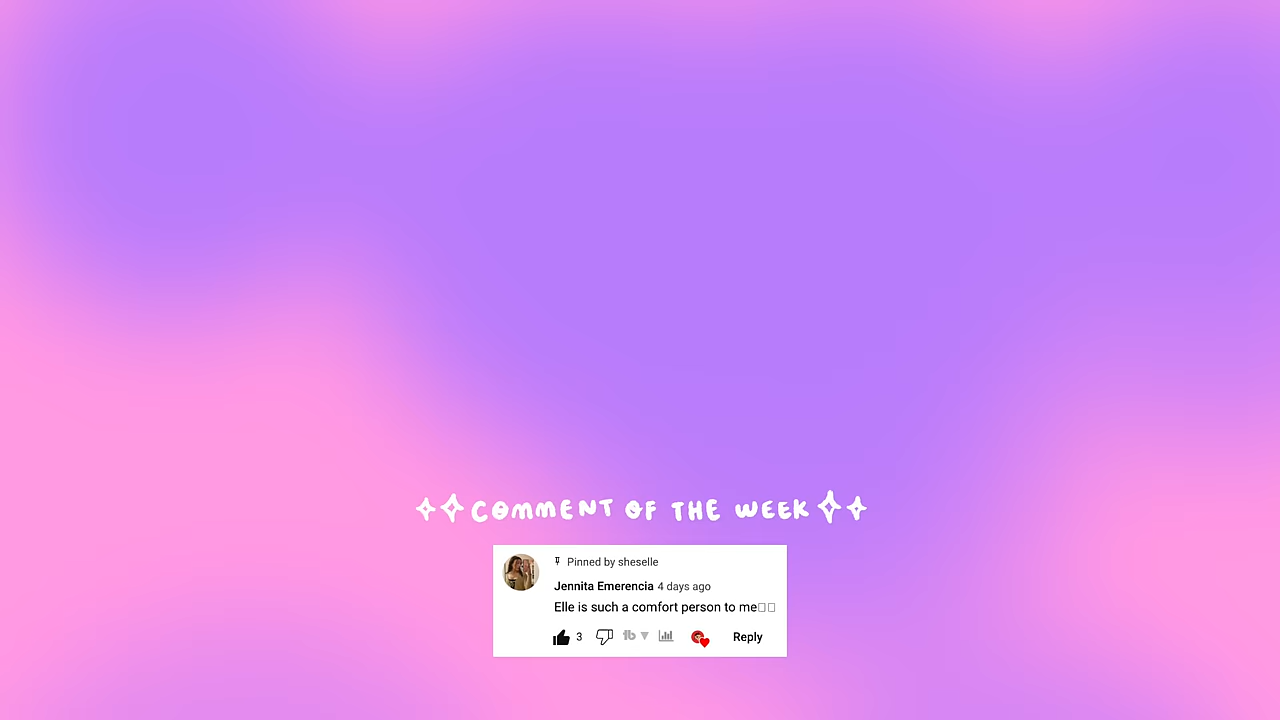 COMMENT OF THE WEEK
Pinned by sheselle
Jennita Emerencia 4 days ago
Elle is such a comfort person to me
3
Reply